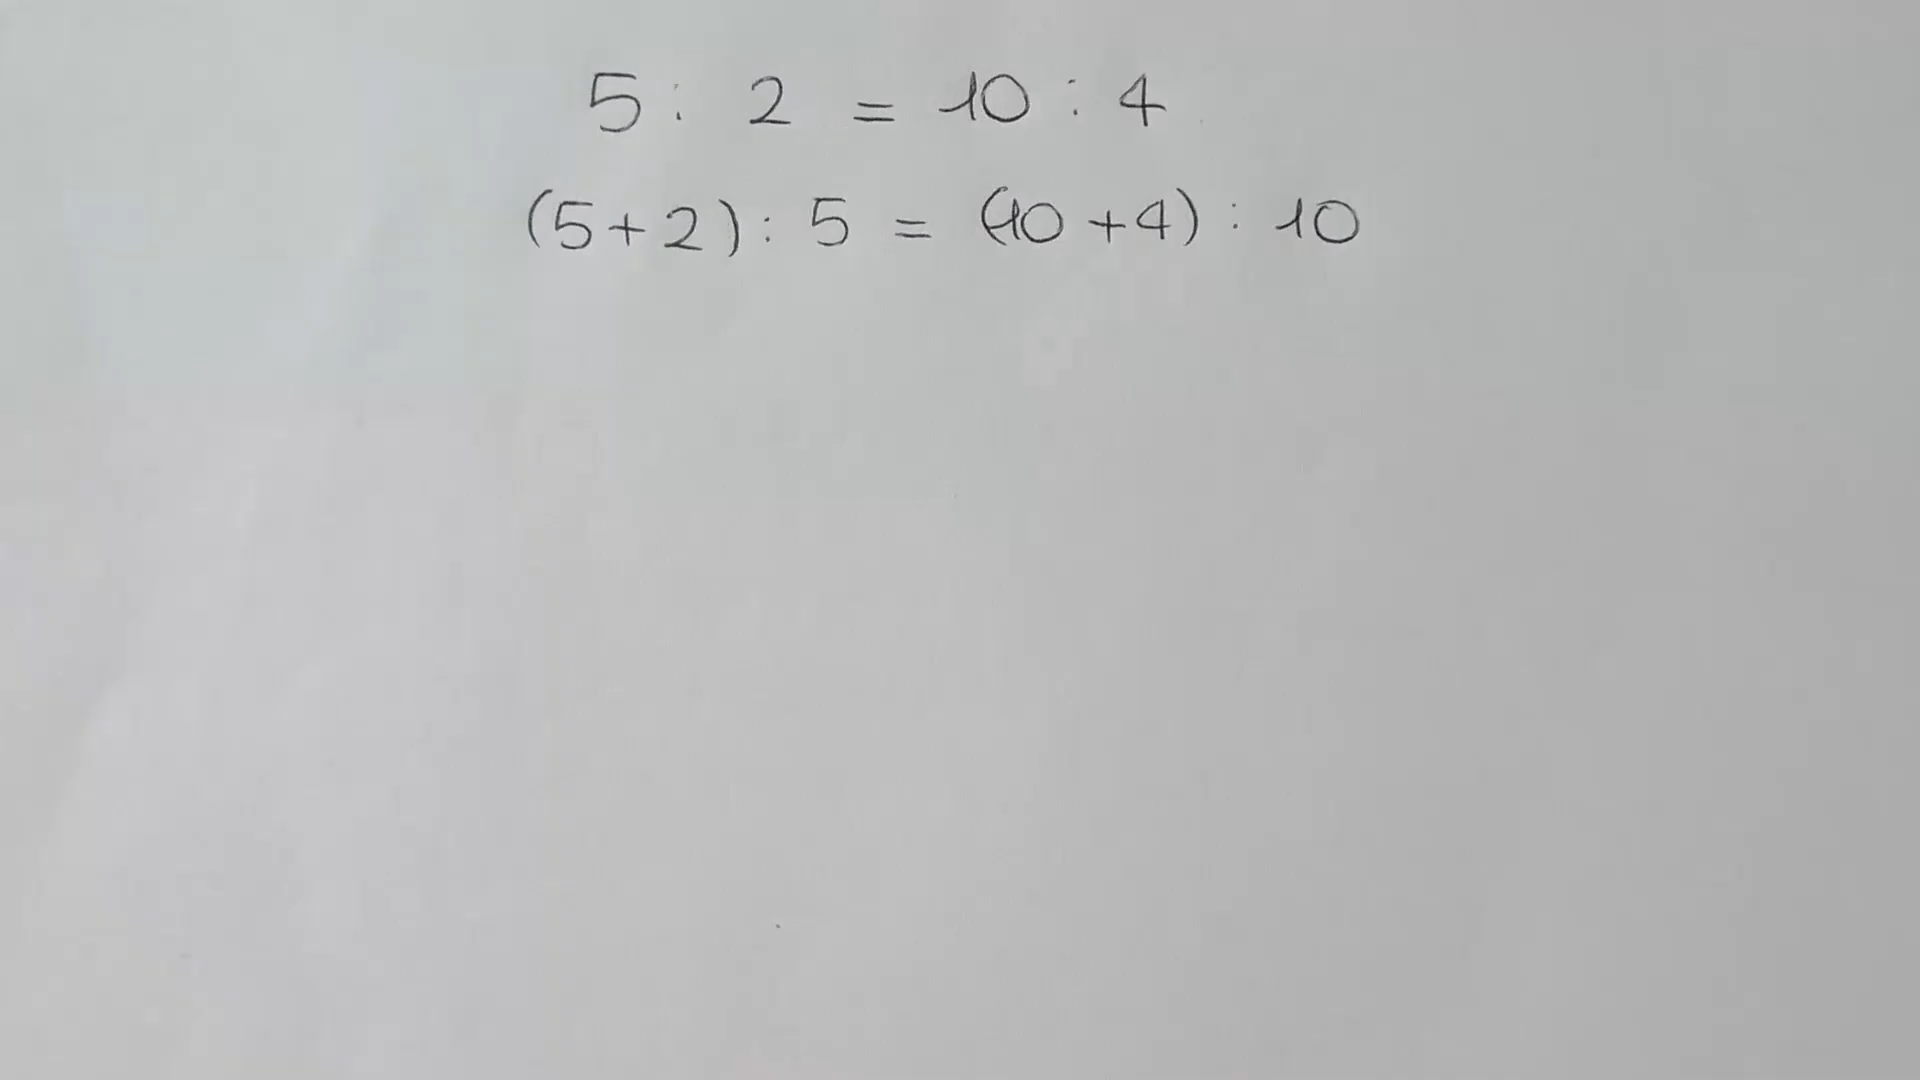 5 : 2 = 10 : 4
(5+2) : 5 = (10+4) : 10